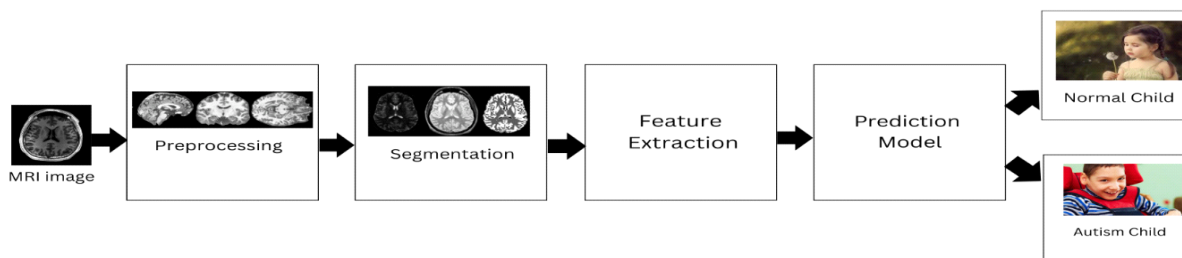 MRI image
Preprocessing
Segmentation
Feature
Extraction
Prediction
Model
Normal Child
Autism Child